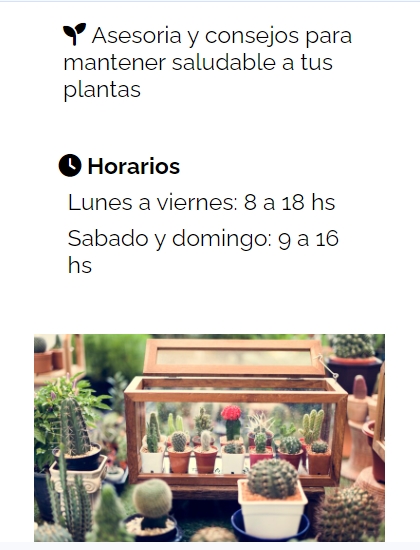 Asesoria y consejos para
mantener saludable a tus
plantas
Horarios
Lunes a viernes: 8 a 18 hs
Sabado y domingo: 9 a 16
hs